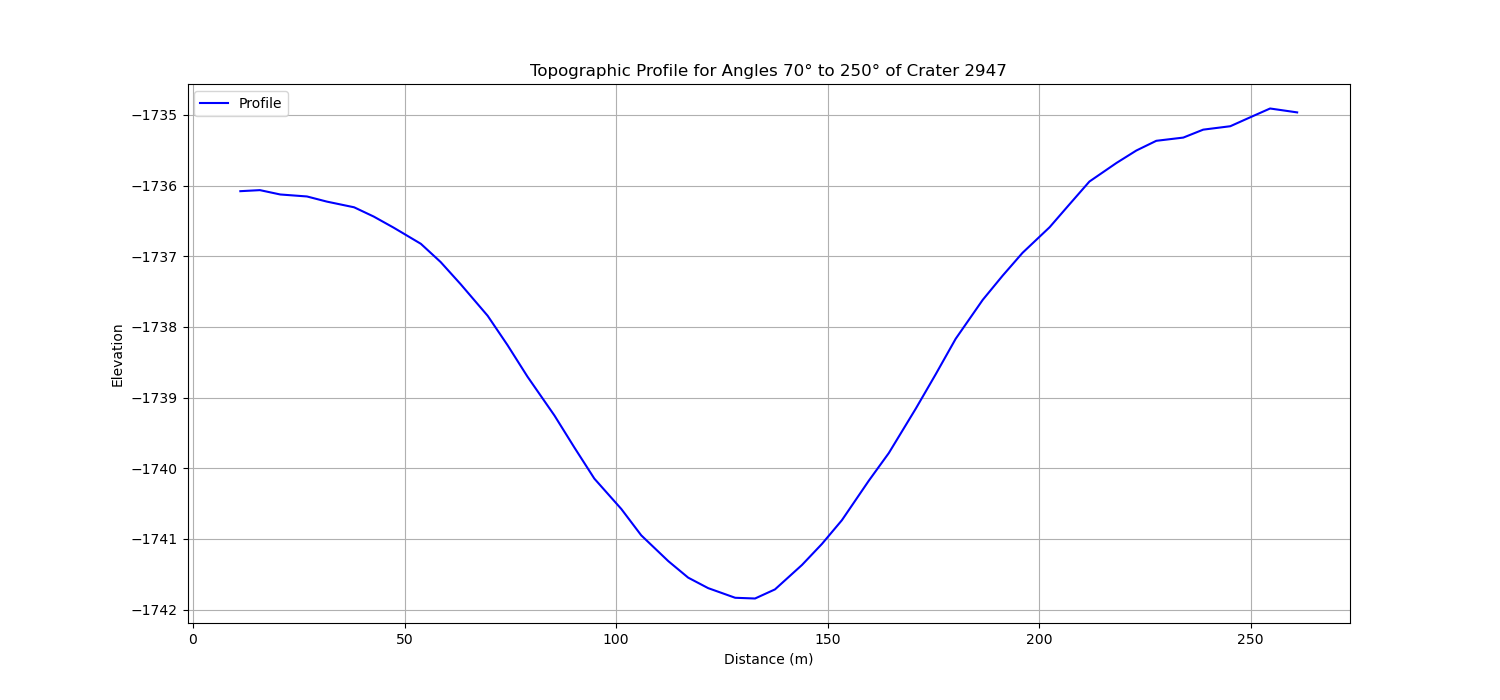 Topographic Profile for Angles 70° to 250° of Crater 2947
Profile
−1735
−1736
−1737
−1738
−1739
−1740
−1741
−1742
Elevation
0 50 100 150 200 250
Distance (m)